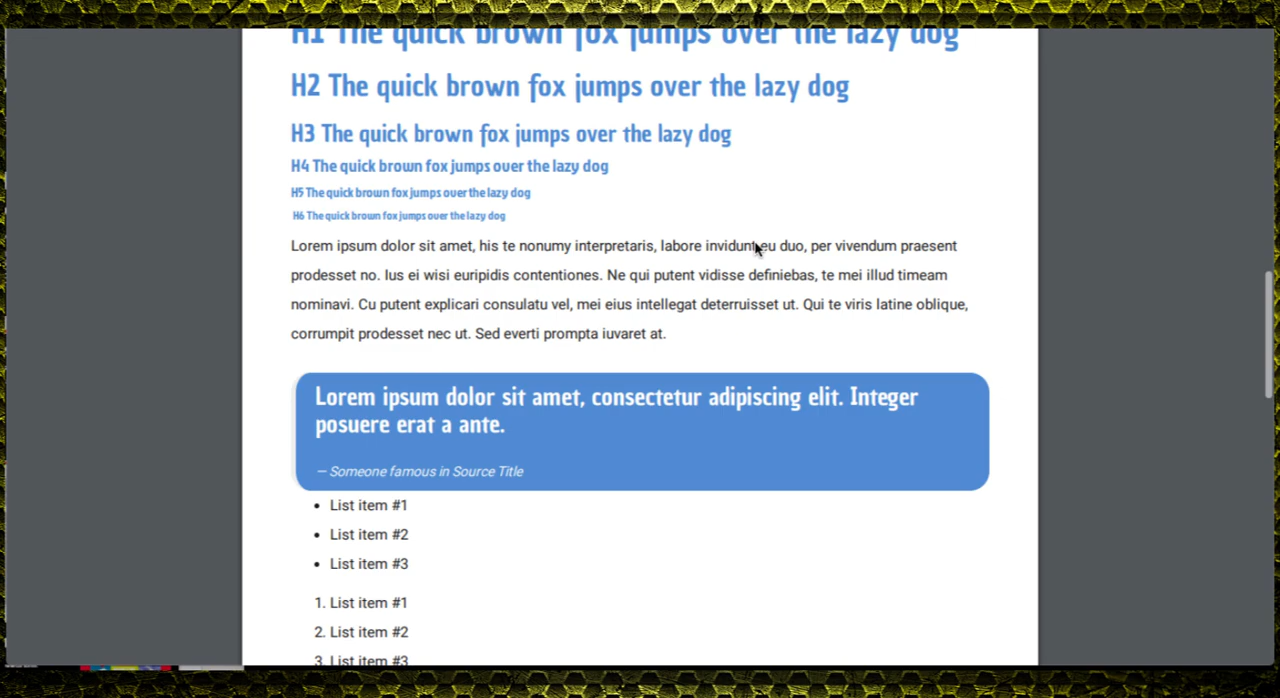 H1 The quick brown fox jumps over the lazy dog
H2 The quick brown fox jumps over the lazy dog
H3 The quick brown fox jumps over the lazy dog
H4 The quick brown fox jumps over the lazy dog
H5 The quick brown fox jumps over the lazy dog
H6 The quick brown fox jumps over the lazy dog
Lorem ipsum dolor sit amet, his te nonumy interpretaris, labore invidunt eu duo, per vivendum praesent
prodesset no. Ius ei wisi euripidis contentiones. Ne qui putent vidisse definiebas, te mei illud timeam
nominavi. Cu putent explicari consulatu vel, mei eius intellegat deterruisset ut. Qui te viris latine oblique,
corrumpit prodesset nec ut. Sed everti prompta iuvaret at.
Lorem ipsum dolor sit amet, consectetur adipiscing elit. Integer
posuere erat a ante.
— Someone famous in Source Title
• List item #1
• List item #2
• List item #3
1. List item #1
2. List item #2
3. List item #3